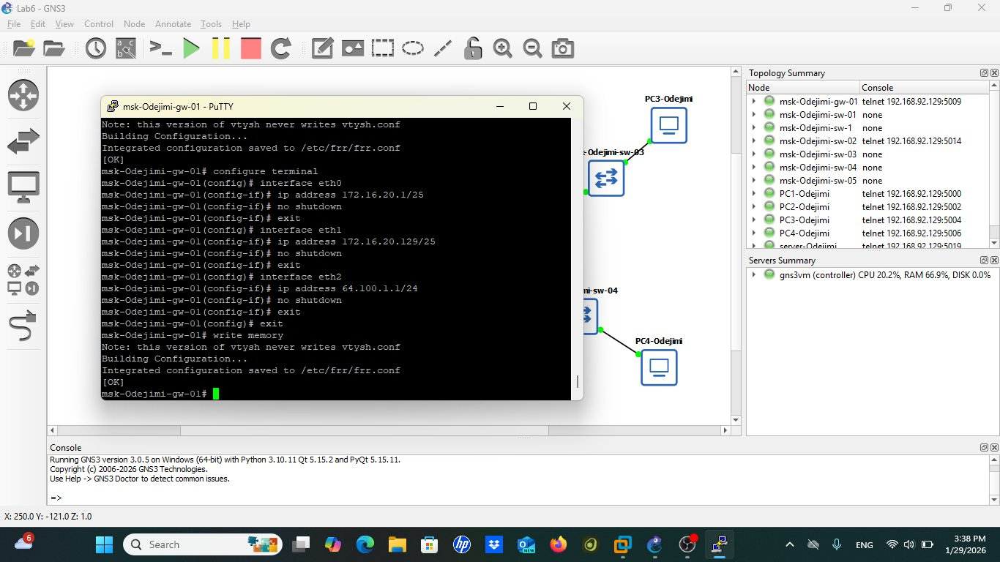 Lab6 - GNS3
File Edit View Control Node Annotate Tools Help
msk-Odejimi-gw-01 - PuTTY
Note: this version of vtysh never writes vtysh.conf
Building Configuration...
Integrated configuration saved to /etc/frr/frr.conf
[OK]
msk-Odejimi-gw-01# configure terminal
msk-Odejimi-gw-01(config)# interface eth0
msk-Odejimi-gw-01(config-if)# ip address 172.16.20.1/25
msk-Odejimi-gw-01(config-if)# no shutdown
msk-Odejimi-gw-01(config-if)# exit
msk-Odejimi-gw-01(config)# interface eth1
msk-Odejimi-gw-01(config-if)# ip address 172.16.20.129/25
msk-Odejimi-gw-01(config-if)# no shutdown
msk-Odejimi-gw-01(config-if)# exit
msk-Odejimi-gw-01(config)# interface eth2
msk-Odejimi-gw-01(config-if)# ip address 64.100.1.1/24
msk-Odejimi-gw-01(config-if)# no shutdown
msk-Odejimi-gw-01(config-if)# exit
msk-Odejimi-gw-01(config)# exit
msk-Odejimi-gw-01# write memory
Note: this version of vtysh never writes vtysh.conf
Building Configuration...
Integrated configuration saved to /etc/frr/frr.conf
[OK]
msk-Odejimi-gw-01#
PC3-Odejimi
-Odejimi-sw-03
mi-sw-04
PC4-Odejimi
Topology Summary
Node Console
msk-Odejimi-gw-01 telnet 192.168.92.129:5009
msk-Odejimi-sw-01 none
msk-Odejimi-sw-1 none
msk-Odejimi-sw-02 telnet 192.168.92.129:5014
msk-Odejimi-sw-03 none
msk-Odejimi-sw-04 none
msk-Odejimi-sw-05 none
PC1-Odejimi telnet 192.168.92.129:5000
PC2-Odejimi telnet 192.168.92.129:5002
PC3-Odejimi telnet 192.168.92.129:5004
PC4-Odejimi telnet 192.168.92.129:5006
server-Odejimi telnet 192.168.92.129:5019
Servers Summary
gns3vm (controller) CPU 20.2%, RAM 66.9%, DISK 0.0%
Console
Running GNS3 version 3.0.5 on Windows (64-bit) with Python 3.10.11 Qt 5.15.2 and PyQt 5.15.11.
Copyright (c) 2006-2026 GNS3 Technologies.
Use Help -> GNS3 Doctor to detect common issues.
=>
X: 250.0 Y: -121.0 Z: 1.0
6
Search
hp
NEW
ENG
3:38 PM
1/29/2026